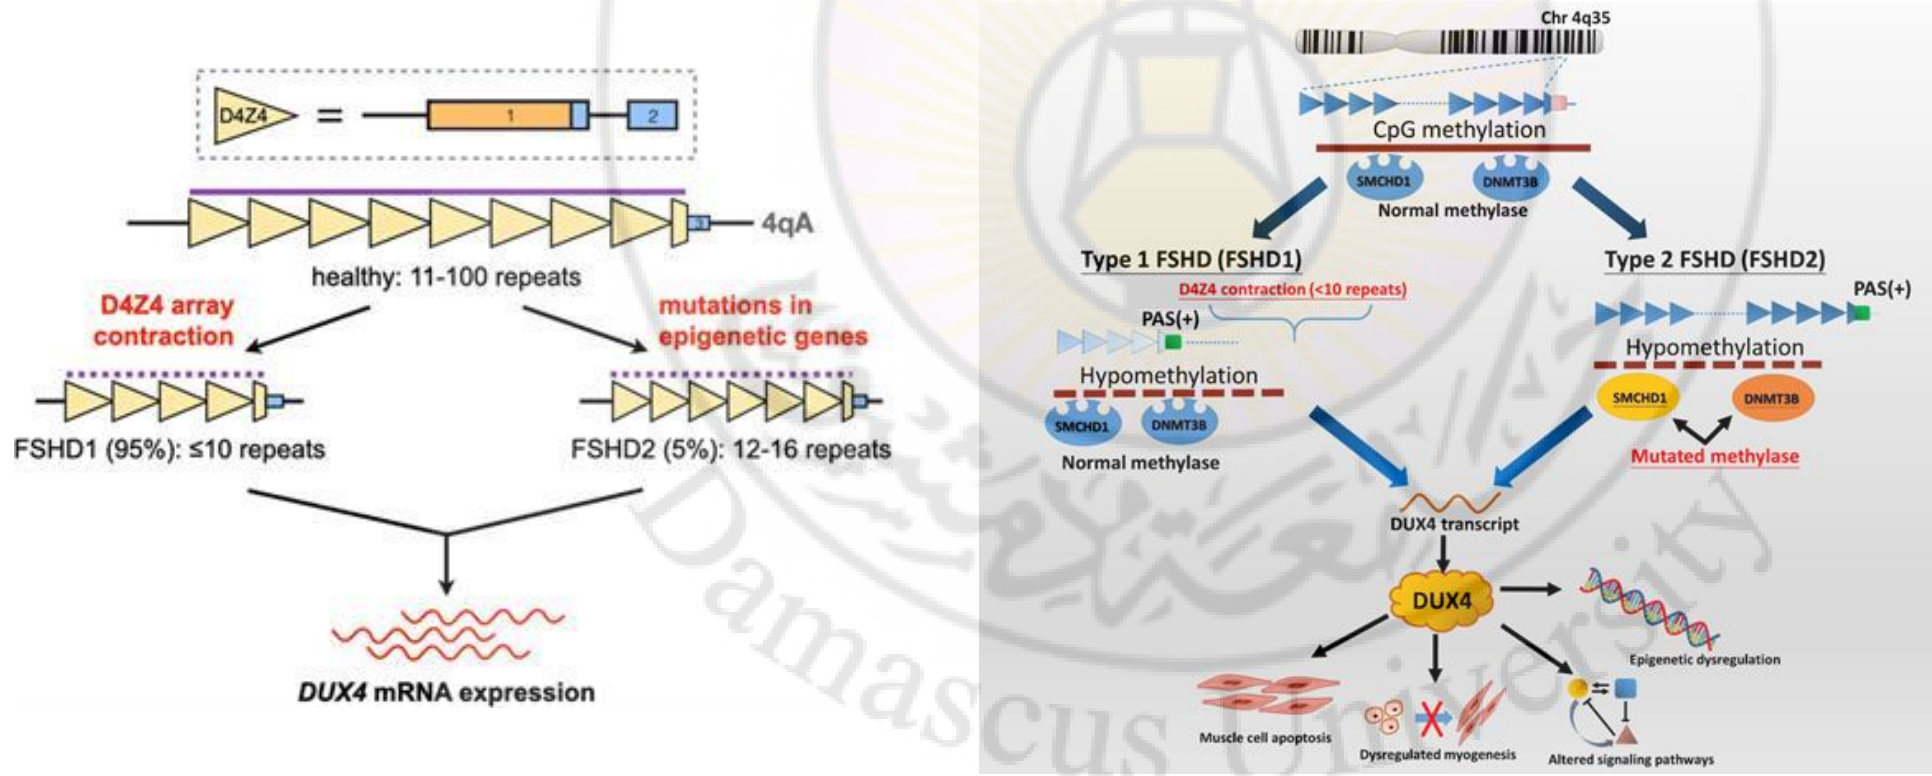 D4Z4
=
1
2
3
4qA
healthy: 11-100 repeats
D4Z4 array
contraction
mutations in
epigenetic genes
FSHD1 (95%): ≤10 repeats
FSHD2 (5%): 12-16 repeats
DUX4 mRNA expression
Chr 4q35
CpG methylation
SMCHD1
DNMT3B
Normal methylase
Type 1 FSHD (FSHD1)
D4Z4 contraction (<10 repeats)
PAS(+)
Hypomethylation
SMCHD1
DNMT3B
Normal methylase
Type 2 FSHD (FSHD2)
PAS(+)
Hypomethylation
SMCHD1
DNMT3B
Mutated methylase
DUX4 transcript
DUX4
Epigenetic dysregulation
Muscle cell apoptosis
Dysregulated myogenesis
Altered signaling pathways
Damascus University